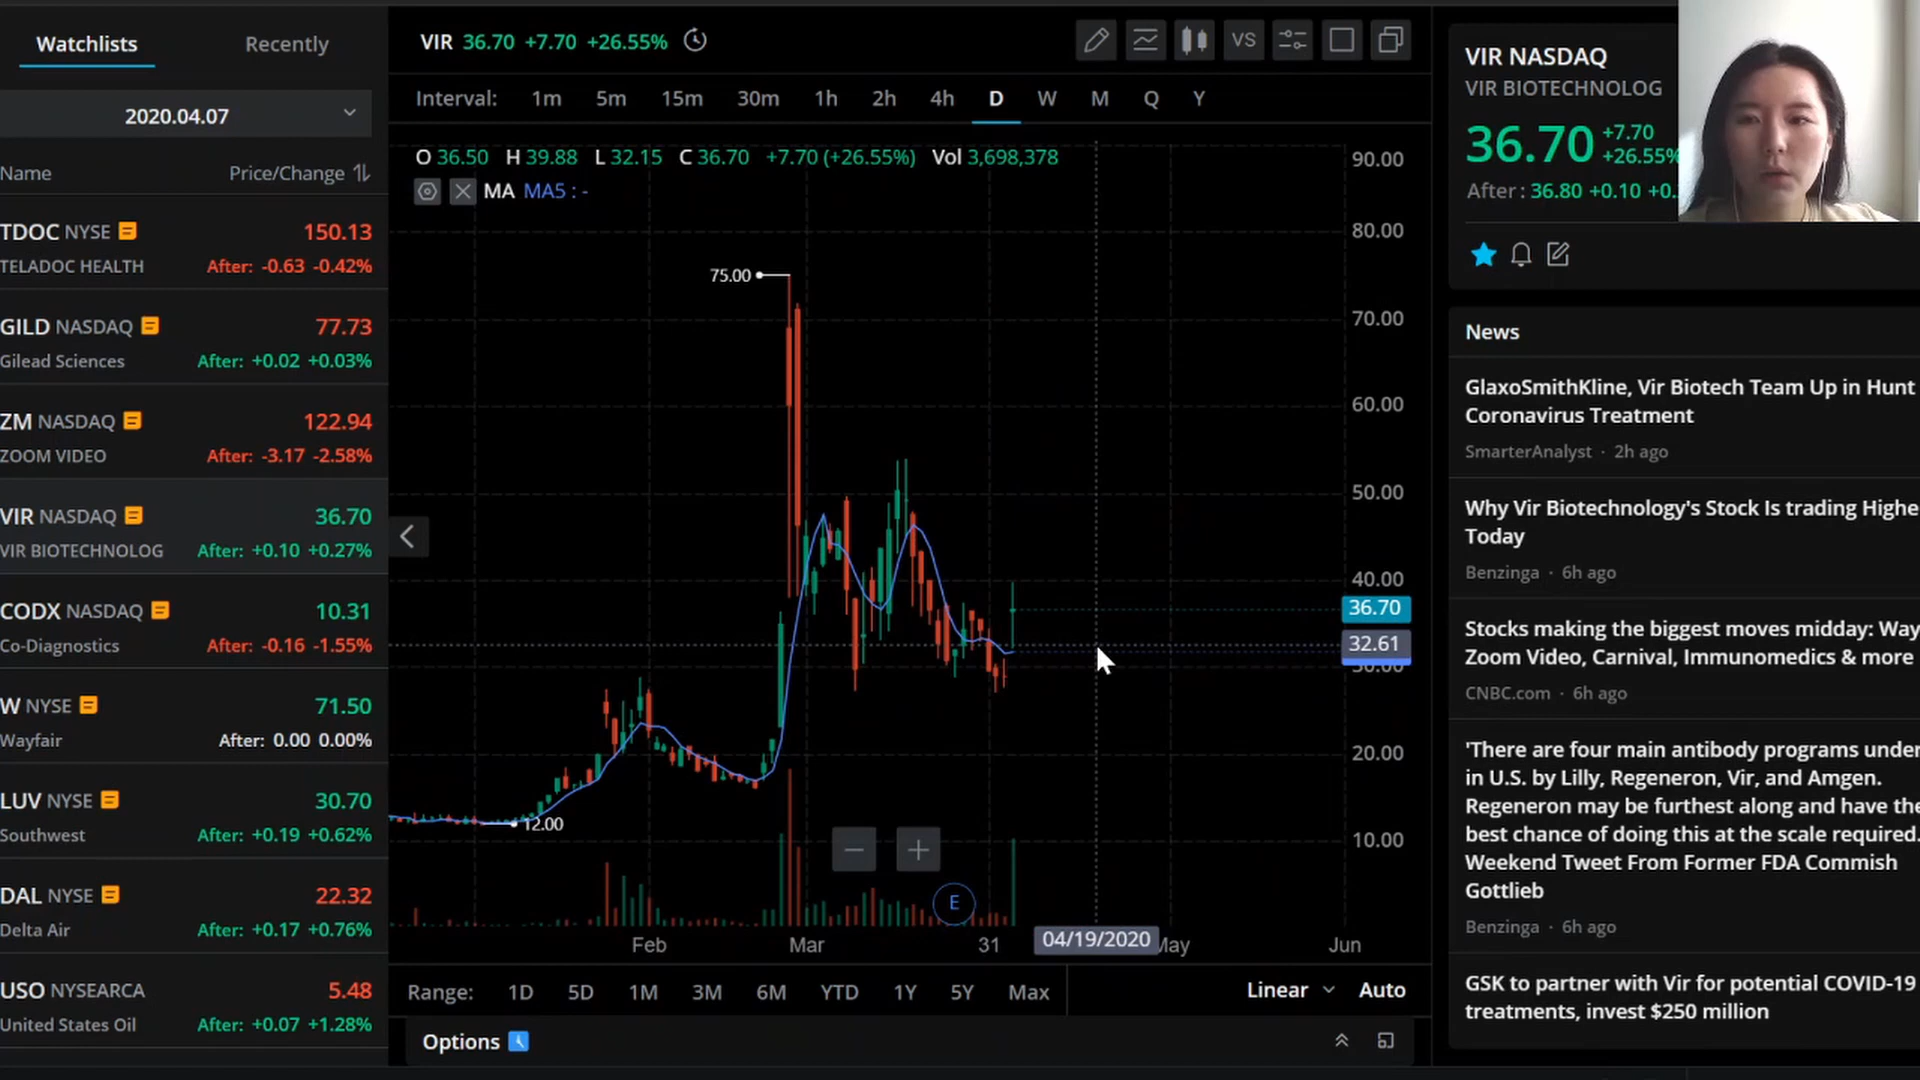 Watchlists
Recently
2020.04.07
Name Price/Change
TDOC NYSE 150.13
TELADOC HEALTH After: -0.63 -0.42%
GILD NASDAQ 77.73
Gilead Sciences After: +0.02 +0.03%
ZM NASDAQ 122.94
ZOOM VIDEO After: -3.17 -2.58%
VIR NASDAQ 36.70
VIR BIOTECHNOLOG After: +0.10 +0.27%
CODX NASDAQ 10.31
Co-Diagnostics After: -0.16 -1.55%
W NYSE 71.50
Wayfair After: 0.00 0.00%
LUV NYSE 30.70
Southwest After: +0.19 +0.62%
DAL NYSE 22.32
Delta Air After: +0.17 +0.76%
USO NYSEARCA 5.48
United States Oil After: +0.07 +1.28%
VIR 36.70 +7.70 +26.55%
VS
Interval: 1m 5m 15m 30m 1h 2h 4h D W M Q Y
O 36.50 H 39.88 L 32.15 C 36.70 +7.70 (+26.55%) Vol 3,698,378
MA MA5 : -
90.00
80.00
75.00
70.00
60.00
50.00
40.00
36.70
32.61
30.00
20.00
12.00
10.00
E
Feb Mar 31 04/19/2020 May Jun
Range: 1D 5D 1M 3M 6M YTD 1Y 5Y Max
Linear Auto
Options
VIR NASDAQ
VIR BIOTECHNOLOG
36.70 +7.70
+26.55%
After: 36.80 +0.10 +0.
News
GlaxoSmithKline, Vir Biotech Team Up in Hunt
Coronavirus Treatment
SmarterAnalyst · 2h ago
Why Vir Biotechnology's Stock Is trading Highe
Today
Benzinga · 6h ago
Stocks making the biggest moves midday: Way
Zoom Video, Carnival, Immunomedics & more
CNBC.com · 6h ago
'There are four main antibody programs under
in U.S. by Lilly, Regeneron, Vir, and Amgen.
Regeneron may be furthest along and have the
best chance of doing this at the scale required.
Weekend Tweet From Former FDA Commish
Gottlieb
Benzinga · 6h ago
GSK to partner with Vir for potential COVID-19
treatments, invest $250 million